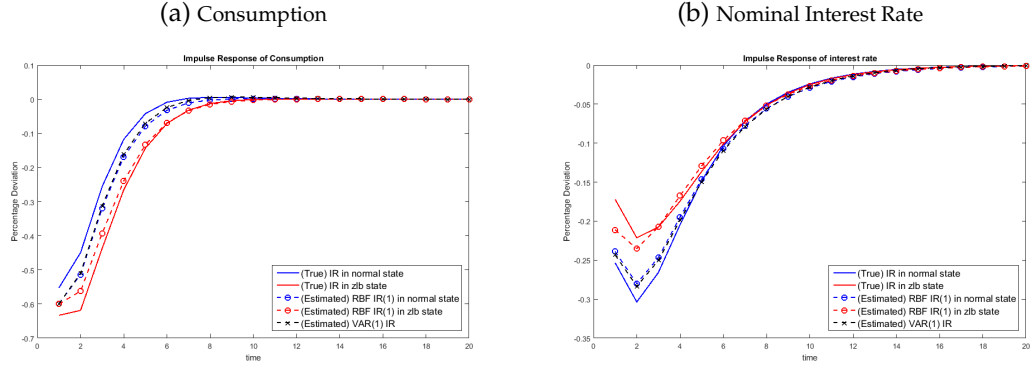 (a) Consumption
Impulse Response of Consumption
0.1
0
-0.1
-0.2
-0.3
-0.4
-0.5
-0.6
-0.7
Percentage Deviation
0 2 4 6 8 10 12 14 16 18 20
time
(True) IR in normal state
(True) IR in zlb state
(Estimated) RBF IR(1) in normal state
(Estimated) RBF IR(1) in zlb state
(Estimated) VAR(1) IR
(b) Nominal Interest Rate
Impulse Response of interest rate
0
-0.05
-0.1
-0.15
-0.2
-0.25
-0.3
-0.35
Percentage Deviation
0 2 4 6 8 10 12 14 16 18 20
time
(True) IR in normal state
(True) IR in zlb state
(Estimated) RBF IR(1) in normal state
(Estimated) RBF IR(1) in zlb state
(Estimated) VAR(1) IR